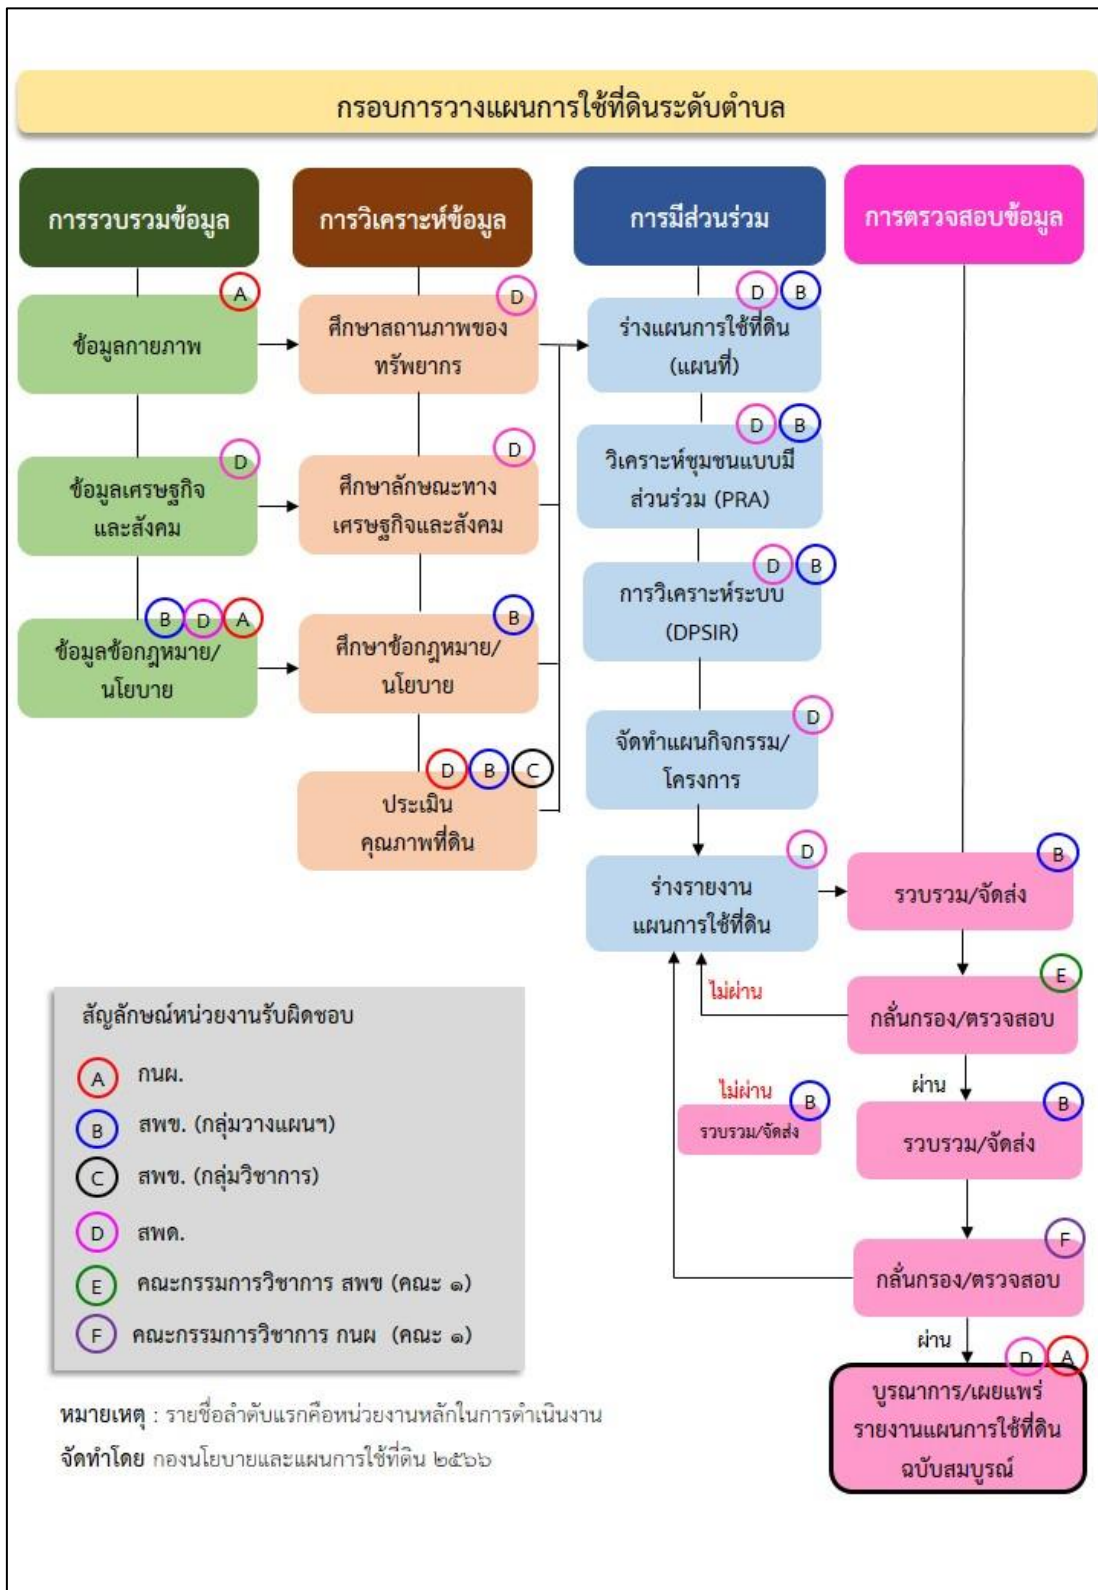 กรอบการวางแผนการใช้ที่ดินระดับตำบล
การรวบรวมข้อมูล
A
ข้อมูลกายภาพ
D
ข้อมูลเศรษฐกิจ
และสังคม
B D A
ข้อมูลข้อกฎหมาย/
นโยบาย
การวิเคราะห์ข้อมูล
D
ศึกษาสถานภาพของ
ทรัพยากร
D
ศึกษาลักษณะทาง
เศรษฐกิจและสังคม
B
ศึกษาข้อกฎหมาย/
นโยบาย
D B C
ประเมิน
คุณภาพที่ดิน
การมีส่วนร่วม
D B
ร่างแผนการใช้ที่ดิน
(แผนที่)
D B
วิเคราะห์ชุมชนแบบมี
ส่วนร่วม (PRA)
D B
การวิเคราะห์ระบบ
(DPSIR)
D
จัดทำแผนกิจกรรม/
โครงการ
D
ร่างรายงาน
แผนการใช้ที่ดิน
การตรวจสอบข้อมูล
B
รวบรวม/จัดส่ง
E
กลั่นกรอง/ตรวจสอบ
ไม่ผ่าน
ผ่าน
B
รวบรวม/จัดส่ง
ไม่ผ่าน
B
รวบรวม/จัดส่ง
F
กลั่นกรอง/ตรวจสอบ
ผ่าน
D A
บูรณาการ/เผยแพร่
รายงานแผนการใช้ที่ดิน
ฉบับสมบูรณ์
สัญลักษณ์หน่วยงานรับผิดชอบ
A กนผ.
B สพข. (กลุ่มวางแผนฯ)
C สพข. (กลุ่มวิชาการ)
D สพด.
E คณะกรรมการวิชาการ สพข (คณะ ๑)
F คณะกรรมการวิชาการ กนผ (คณะ ๑)
หมายเหตุ : รายชื่อลำดับแรกคือหน่วยงานหลักในการดำเนินงาน
จัดทำโดย กองนโยบายและแผนการใช้ที่ดิน ๒๕๖๖